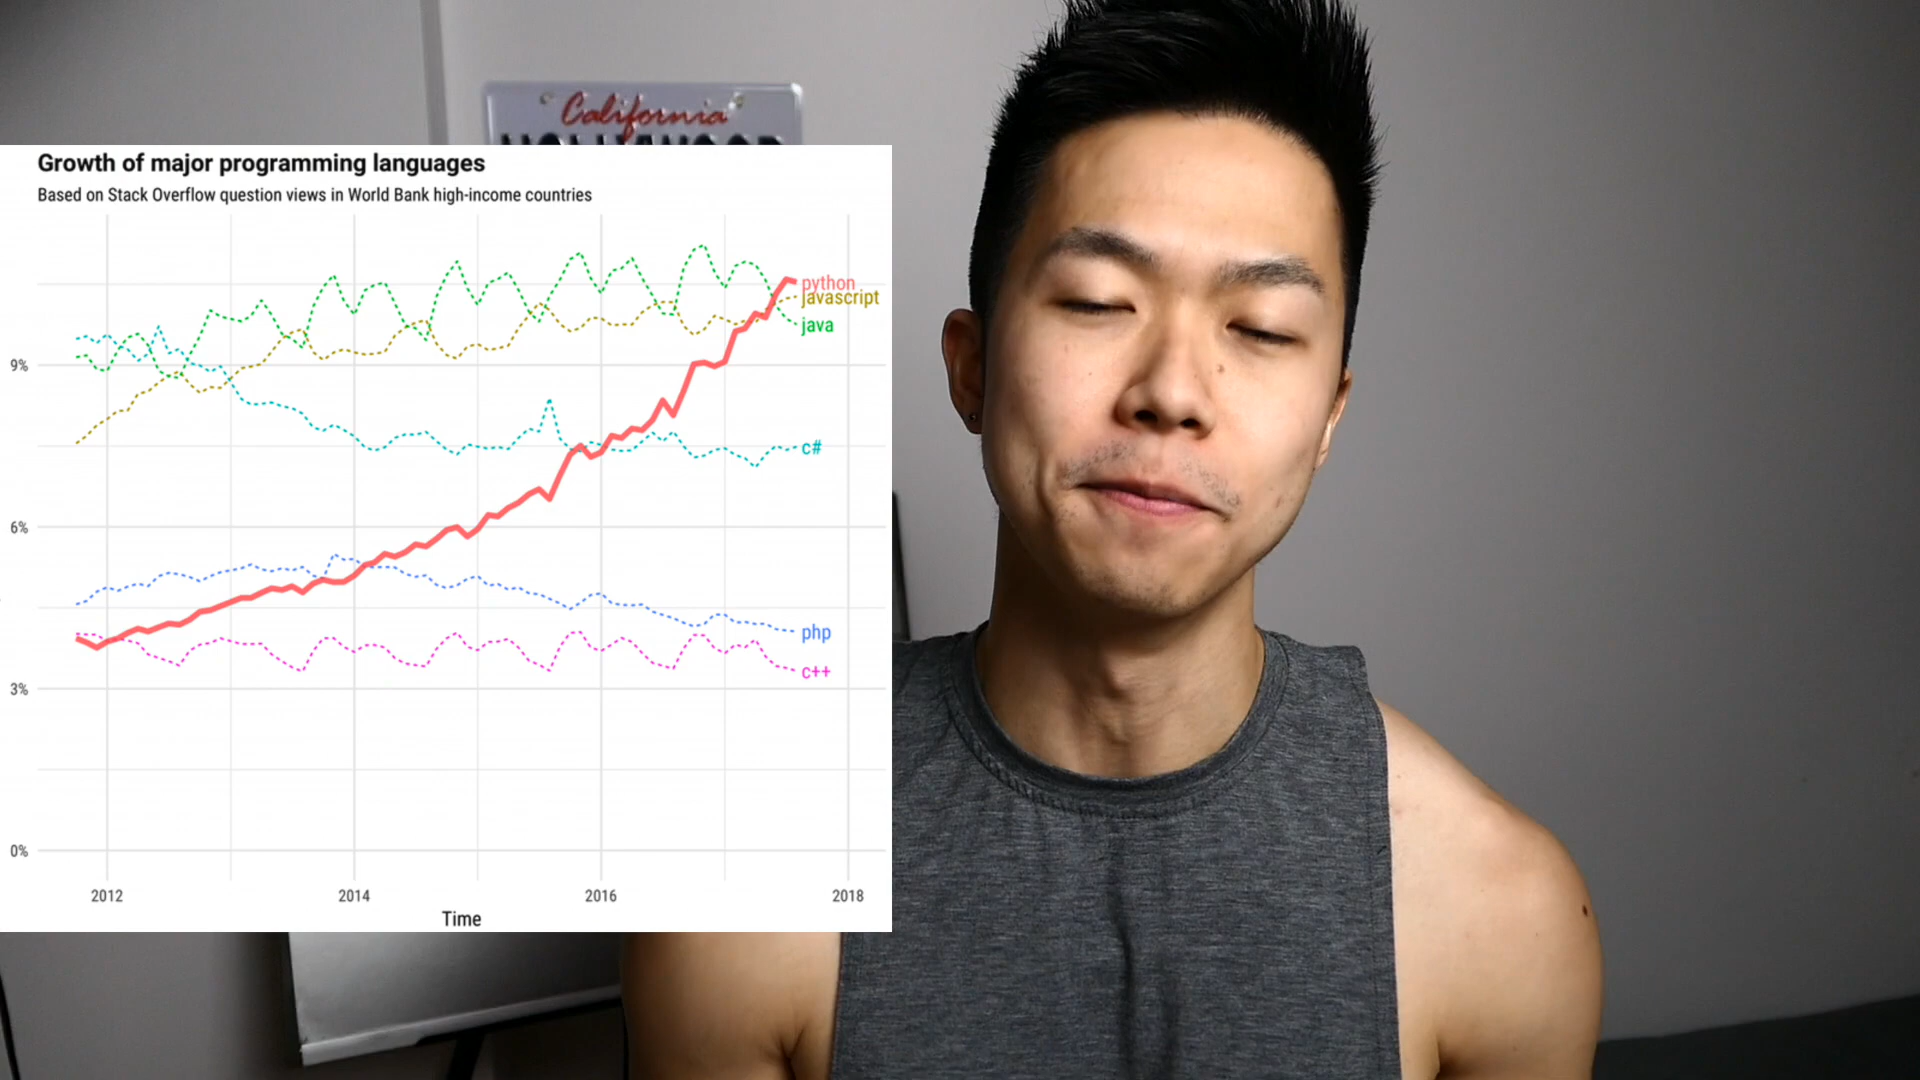 California
HOLLYWOOD
Growth of major programming languages
Based on Stack Overflow question views in World Bank high-income countries
python
javascript
java
9%
c#
6%
php
c++
3%
0%
2012 2014 2016 2018
Time